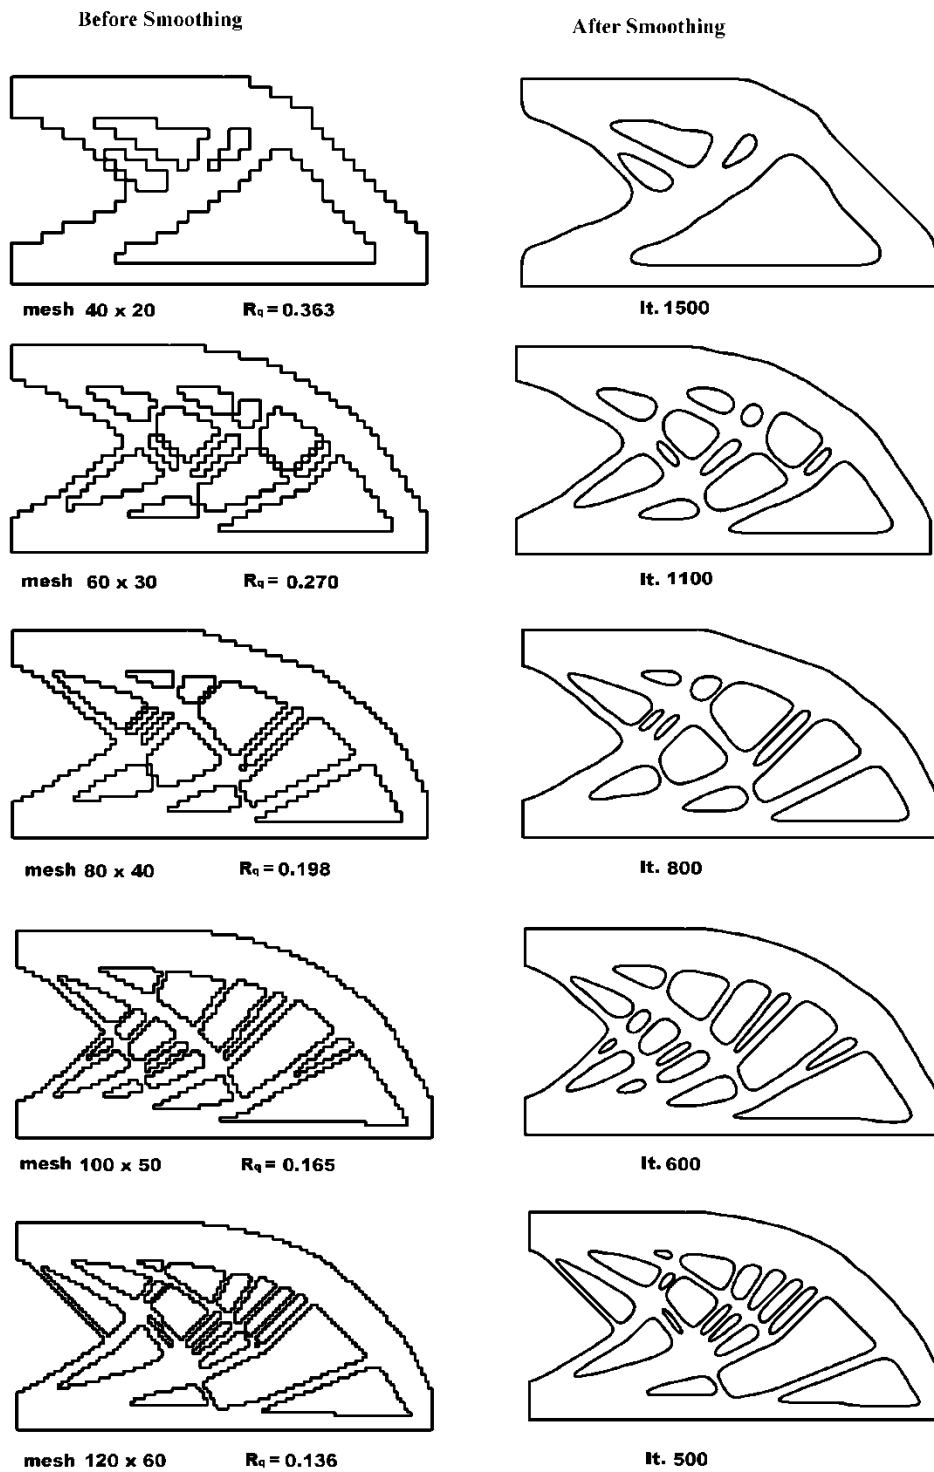 Before Smoothing
After Smoothing
mesh 40 x 20 Rq = 0.363
It. 1500
mesh 60 x 30 Rq = 0.270
It. 1100
mesh 80 x 40 Rq = 0.198
It. 800
mesh 100 x 50 Rq = 0.165
It. 600
mesh 120 x 60 Rq = 0.136
It. 500